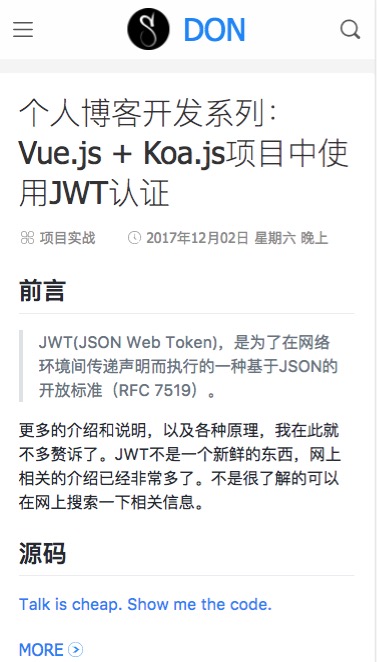 DON
个人博客开发系列：
Vue.js + Koa.js项目中使
用JWT认证
项目实战 2017年12月02日 星期六 晚上
前言
JWT(JSON Web Token)，是为了在网络
环境间传递声明而执行的一种基于JSON的
开放标准（RFC 7519）。
更多的介绍和说明，以及各种原理，我在此就
不多赘诉了。JWT不是一个新鲜的东西，网上
相关的介绍已经非常多了。不是很了解的可以
在网上搜索一下相关信息。
源码
Talk is cheap. Show me the code.
MORE